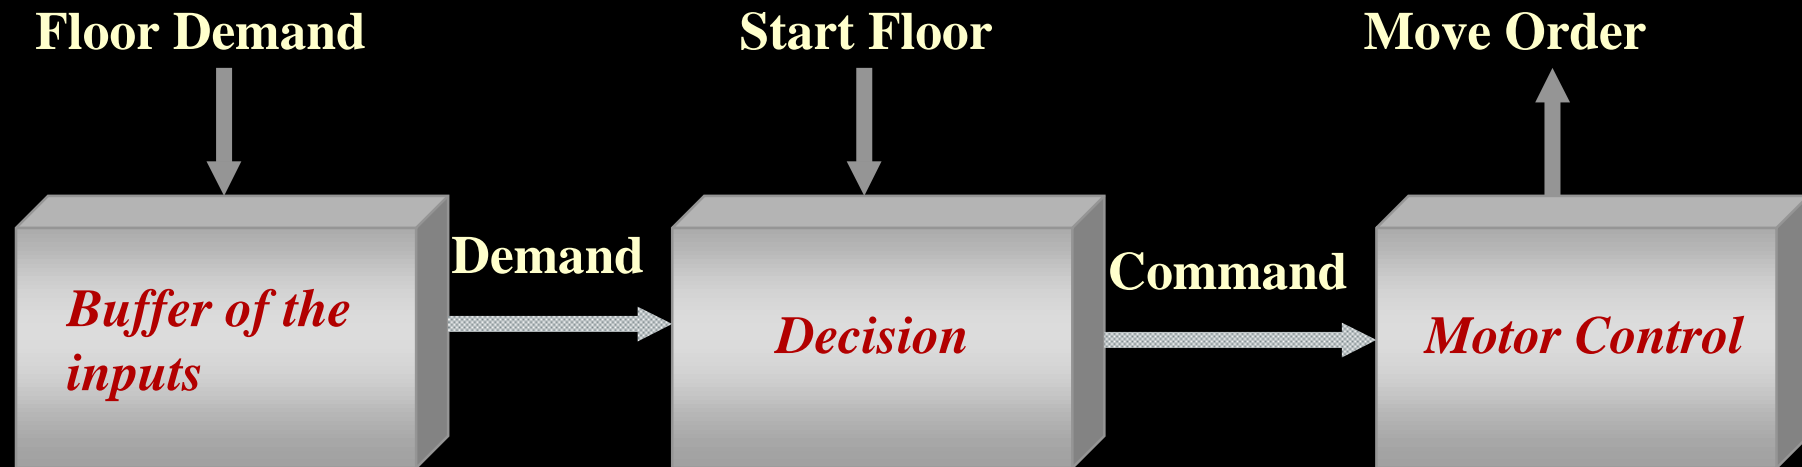 Floor Demand
Start Floor
Move Order
Demand
Command
Buffer of the
inputs
Decision
Motor Control